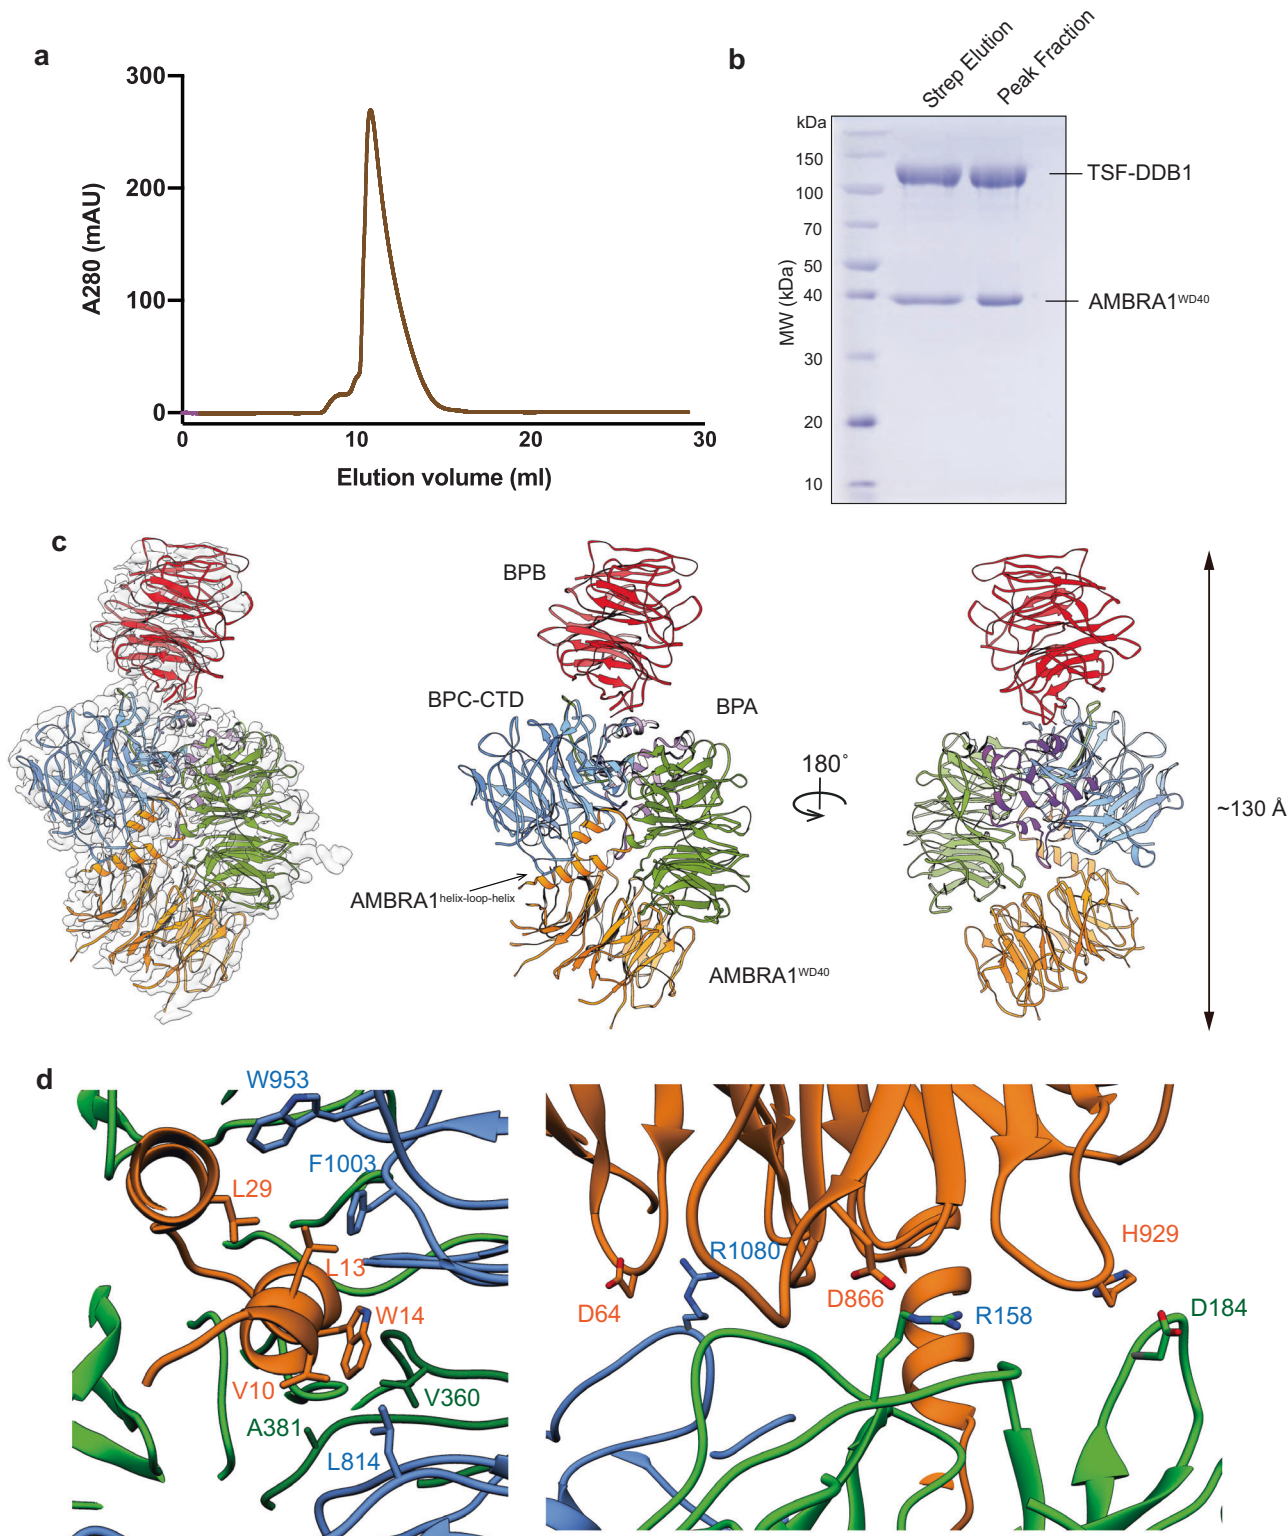 a
300
200
100
0
A280 (mAU)
0
10
20
30
Elution volume (ml)
b
Strep Elution
Peak Fraction
kDa
150
100
70
50
40
30
20
10
MW (kDa)
TSF-DDB1
AMBRA1WD40
c
BPB
BPC-CTD
BPA
AMBRA1helix-loop-helix
AMBRA1WD40
180°
~130 Å
d
W953
F1003
L29
L13
W14
V10
V360
A381
L814
R1080
H929
D64
D866
R158
D184